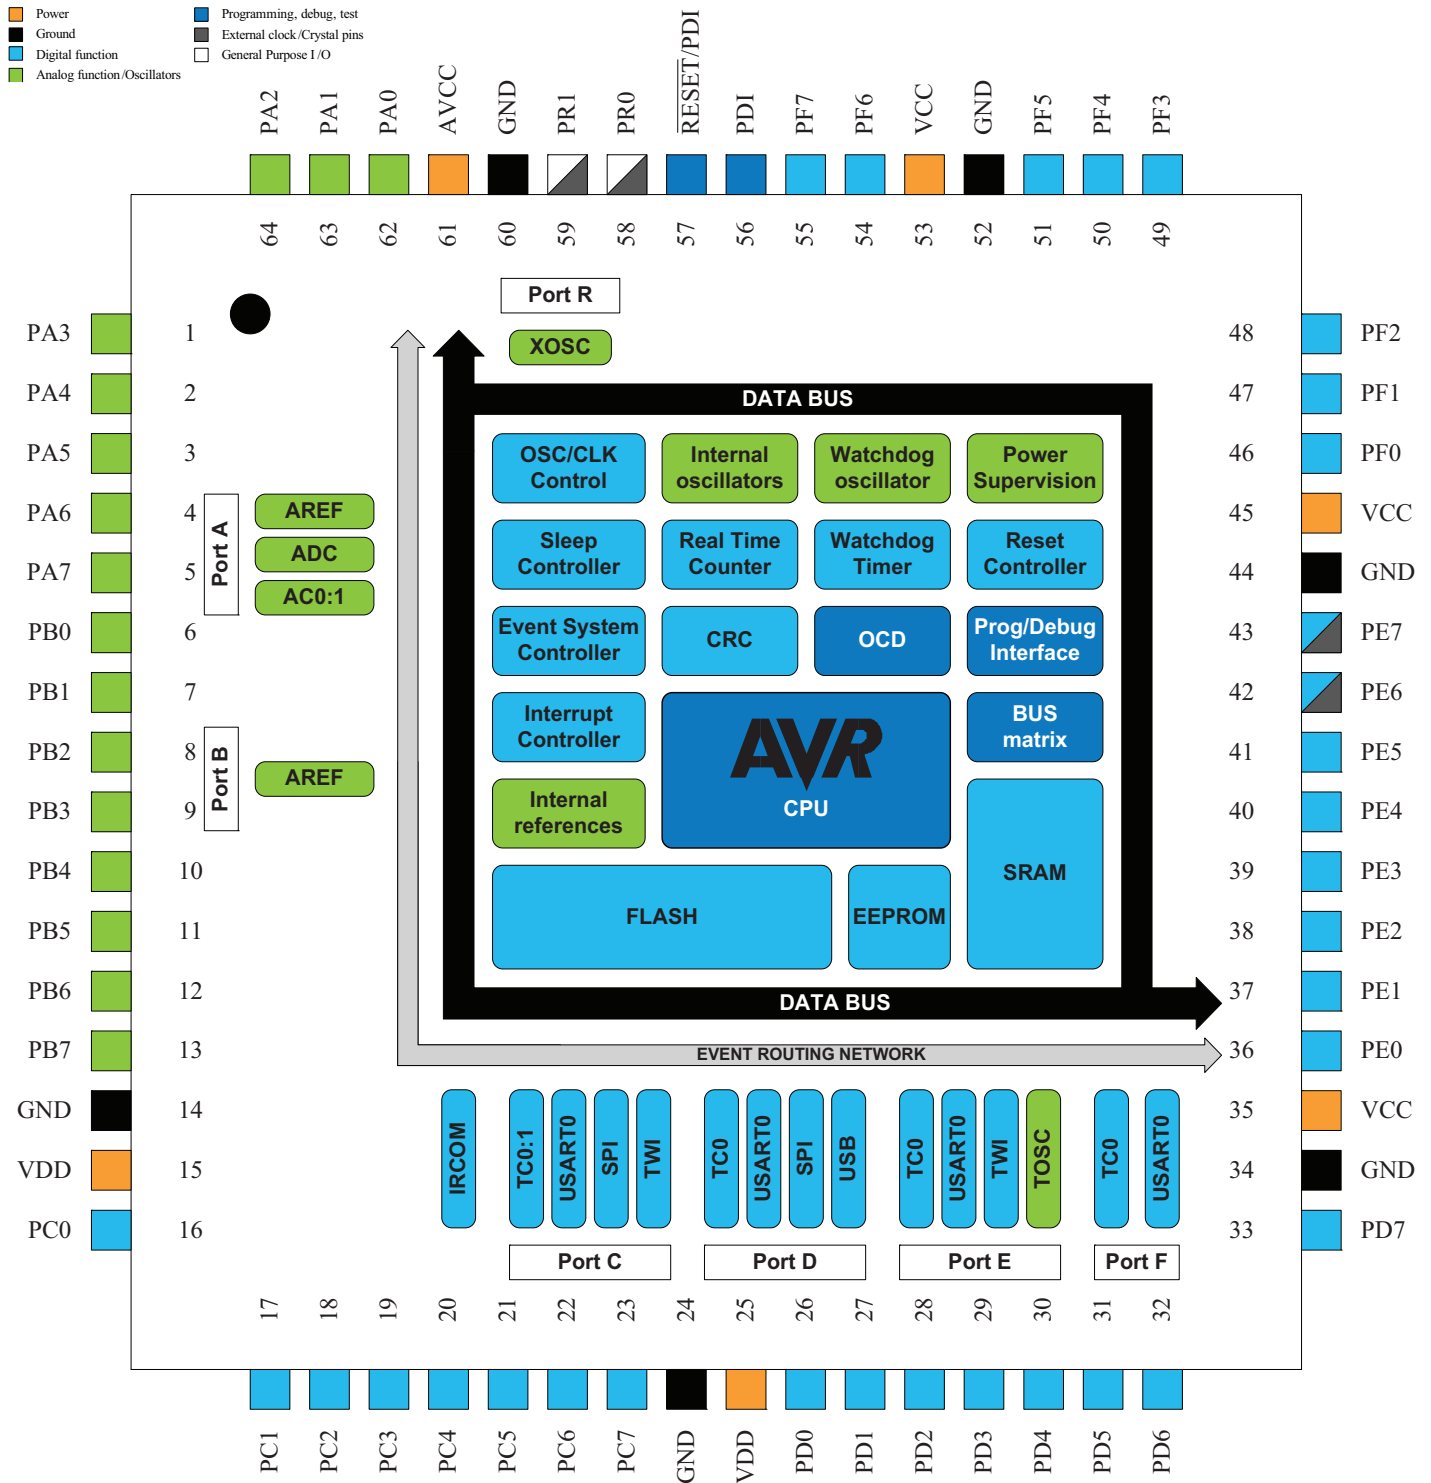 Power
Ground
Digital function
Analog function/Oscillators
Programming, debug, test
External clock/Crystal pins
General Purpose I/O
PA2
PA1
PA0
AVCC
GND
PR1
PR0
RESET/PDI
PDI
PF7
PF6
VCC
GND
PF5
PF4
PF3
64
63
62
61
60
59
58
57
56
55
54
53
52
51
50
49
PA3 1
PA4 2
PA5 3
PA6 4
PA7 5
PB0 6
PB1 7
PB2 8
PB3 9
PB4 10
PB5 11
PB6 12
PB7 13
GND 14
VDD 15
PC0 16
Port A
AREF
ADC
AC0:1
Port B
AREF
Port R
XOSC
DATA BUS
OSC/CLK
Control
Internal
oscillators
Watchdog
oscillator
Power
Supervision
Sleep
Controller
Real Time
Counter
Watchdog
Timer
Reset
Controller
Event System
Controller
CRC
OCD
Prog/Debug
Interface
Interrupt
Controller
AVR
CPU
BUS
matrix
Internal
references
FLASH
EEPROM
SRAM
DATA BUS
EVENT ROUTING NETWORK
48 PF2
47 PF1
46 PF0
45 VCC
44 GND
43 PE7
42 PE6
41 PE5
40 PE4
39 PE3
38 PE2
37 PE1
36 PE0
35 VCC
34 GND
33 PD7
IRCOM
TC0:1
USART0
SPI
TWI
TC0
USART0
SPI
USB
TC0
USART0
TWI
TOSC
TC0
USART0
Port C
Port D
Port E
Port F
17
18
19
20
21
22
23
24
25
26
27
28
29
30
31
32
PC1
PC2
PC3
PC4
PC5
PC6
PC7
GND
VDD
PD0
PD1
PD2
PD3
PD4
PD5
PD6